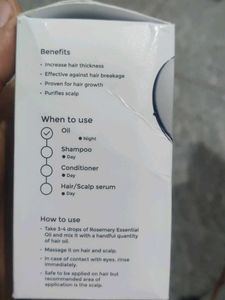 Benefits
• Increase hair thickness
• Effective against hair breakage
• Proven for hair growth
• Purifies scalp
When to use
Oil
• Night
Shampoo
• Day
Conditioner
• Day
Hair/Scalp serum
• Day
How to use
• Take 3-4 drops of Rosemary Essential
Oil and mix it with a handful quantity
of hair oil.
• Massage it on hair and scalp.
• In case of contact with eyes, rinse
immediately.
• Safe to be applied on hair but
recommended area of
application is the scalp.